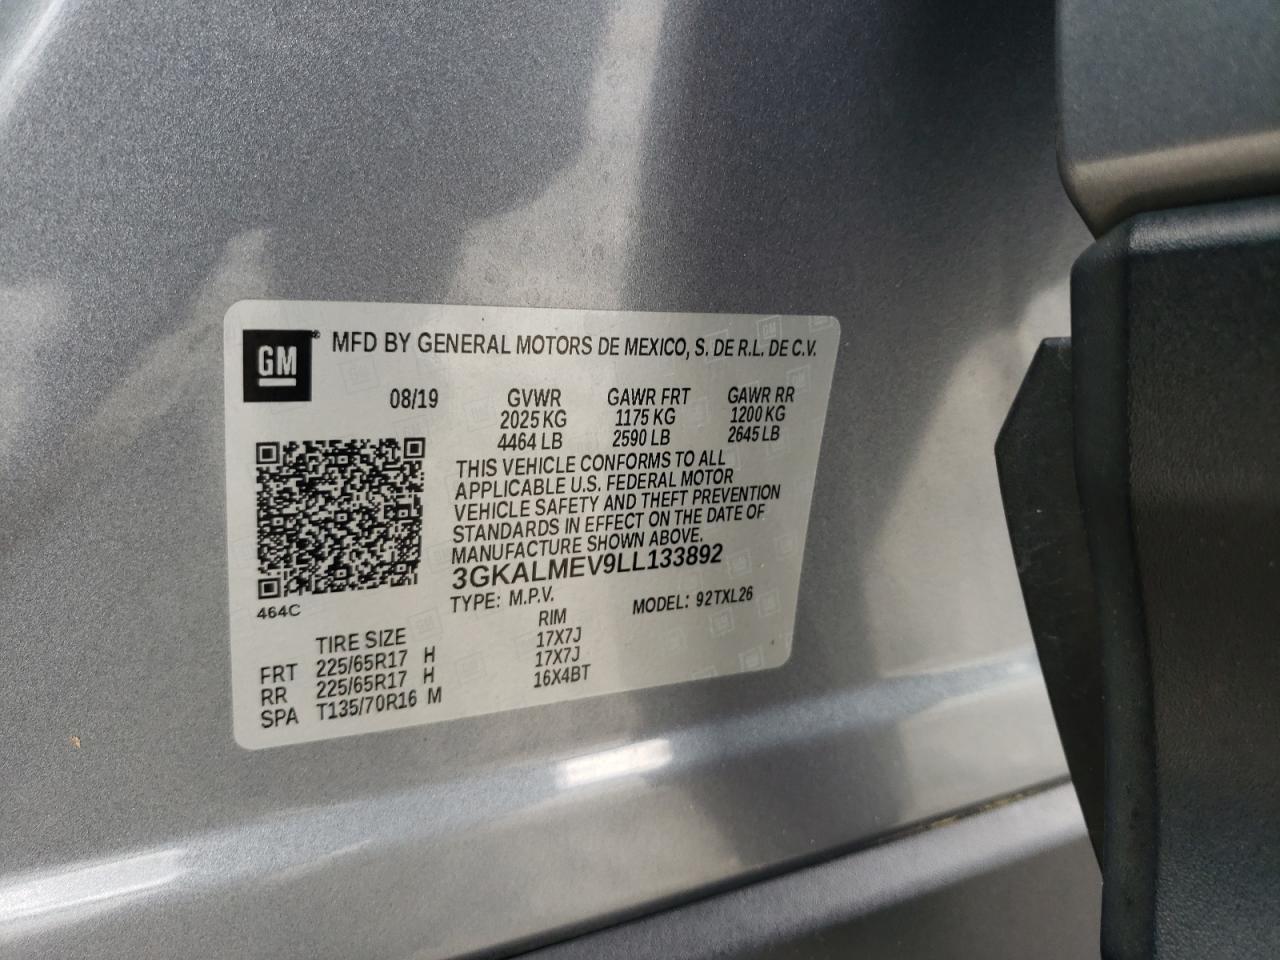 GM ® MFD BY GENERAL MOTORS DE MEXICO, S. DE R.L. DE C.V.
08/19 GVWR GAWR FRT GAWR RR
2025 KG 1175 KG 1200 KG
4464 LB 2590 LB 2645 LB
THIS VEHICLE CONFORMS TO ALL
APPLICABLE U.S. FEDERAL MOTOR
VEHICLE SAFETY AND THEFT PREVENTION
STANDARDS IN EFFECT ON THE DATE OF
MANUFACTURE SHOWN ABOVE.
3GKALMEV9LL133892
464C
TYPE: M.P.V. MODEL: 92TXL26
TIRE SIZE RIM
FRT 225/65R17 H 17X7J
RR 225/65R17 H 17X7J
SPA T135/70R16 M 16X4BT